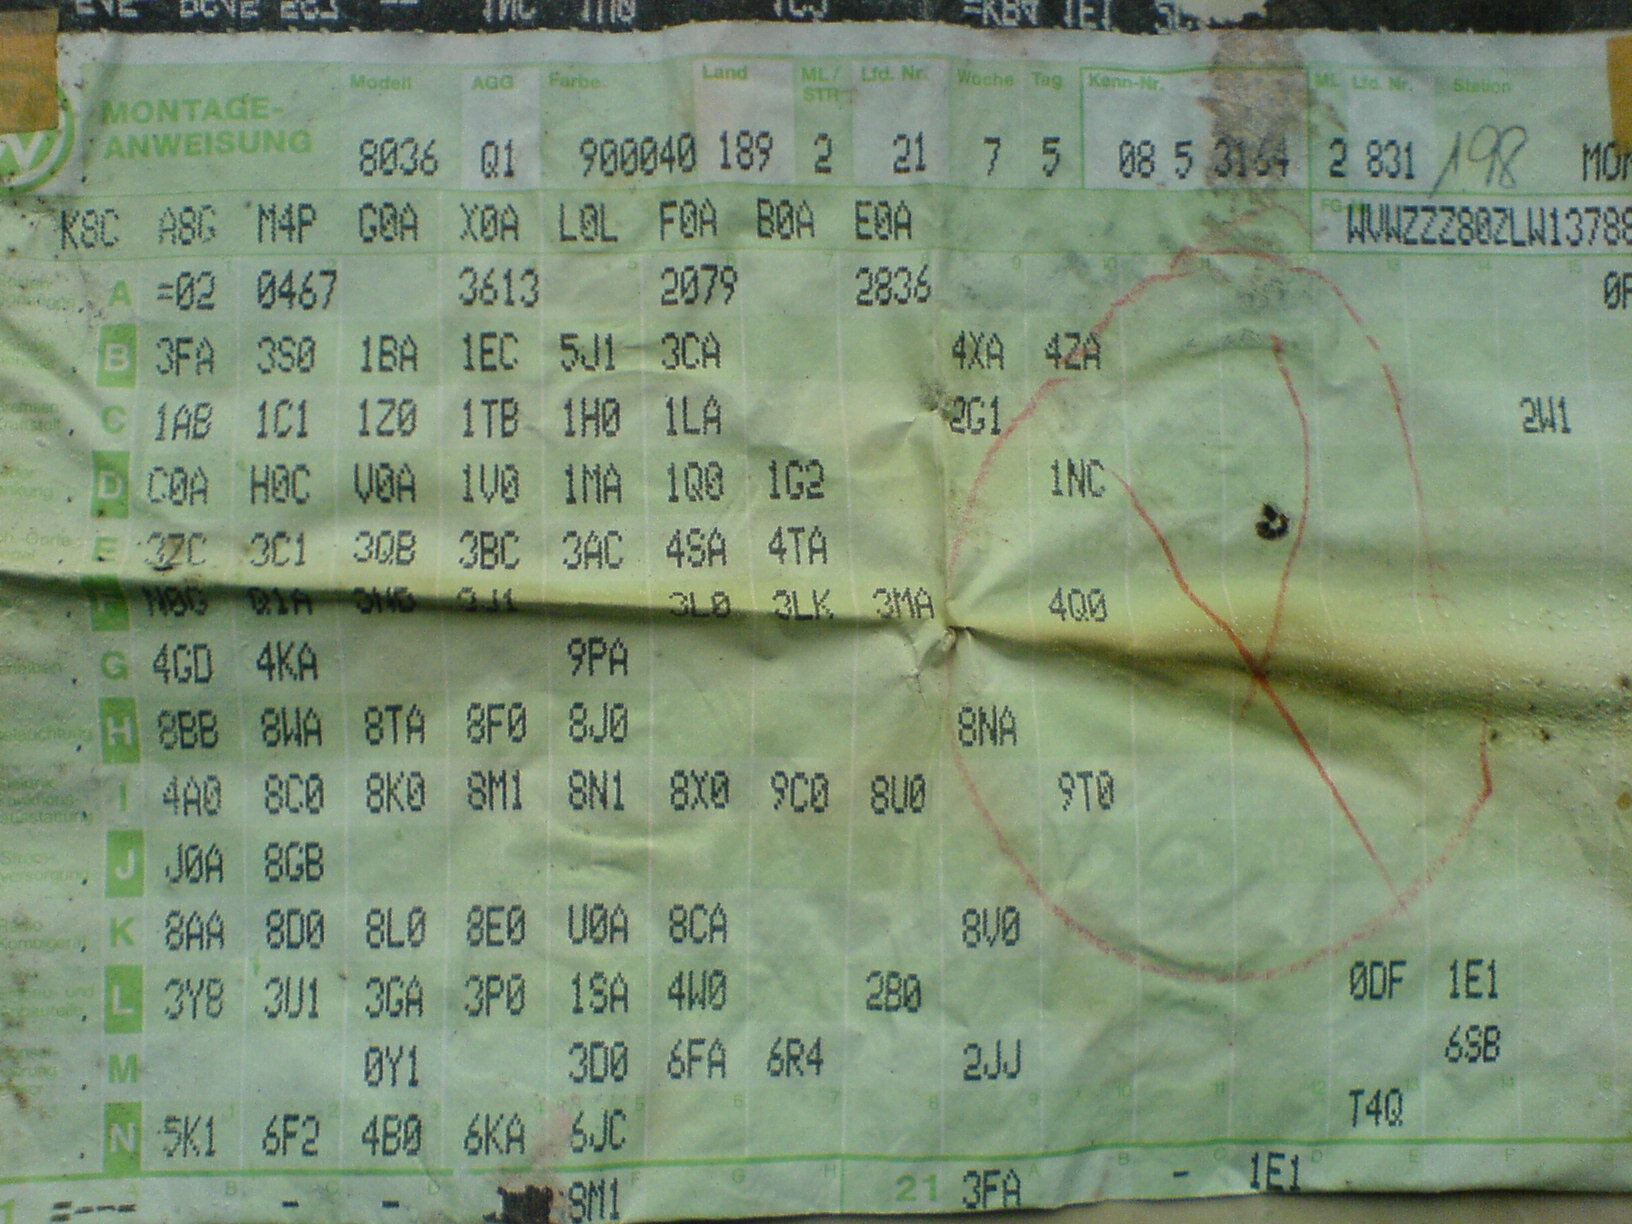 Modell AGG Farbe. Land ML/ Lfd. Nr. Woche Tag Kenn-Nr. ML Lfd. Nr. Station
STR
MONTAGE-
ANWEISUNG
8036 Q1 900040 189 2 21 7 5 08 5 3164 2 831 198
K8C A8G M4P G0A X0A L0L F0A B0A E0A WVWZZZ80ZLW13788
A =02 0467 3613 2079 2836
B 3FA 3S0 1BA 1EC 5J1 3CA 4XA 4ZA
C 1AB 1C1 1Z0 1TB 1H0 1LA 2G1 2W1
D C0A H0C V0A 1V0 1MA 1Q0 1G2 1NC
E 3ZC 3C1 3QB 3BC 3AC 4SA 4TA
F N0G Q1A 3J1 3L0 3LK 3MA 4Q0
G 4GD 4KA 9PA
H 8BB 8WA 8TA 8F0 8J0 8NA
I 4A0 8C0 8K0 8M1 8N1 8X0 9C0 8U0 9T0
J J0A 8GB
K 8AA 8D0 8L0 8E0 U0A 8CA 8V0
L 3Y8 3U1 3GA 3P0 1SA 4W0 2B0 0DF 1E1
M 0Y1 3D0 6FA 6R4 2JJ 6SB
T4Q
N 5K1 6F2 4B0 6KA 6JC
=--- - - 8M1 21 3FA - 1E1